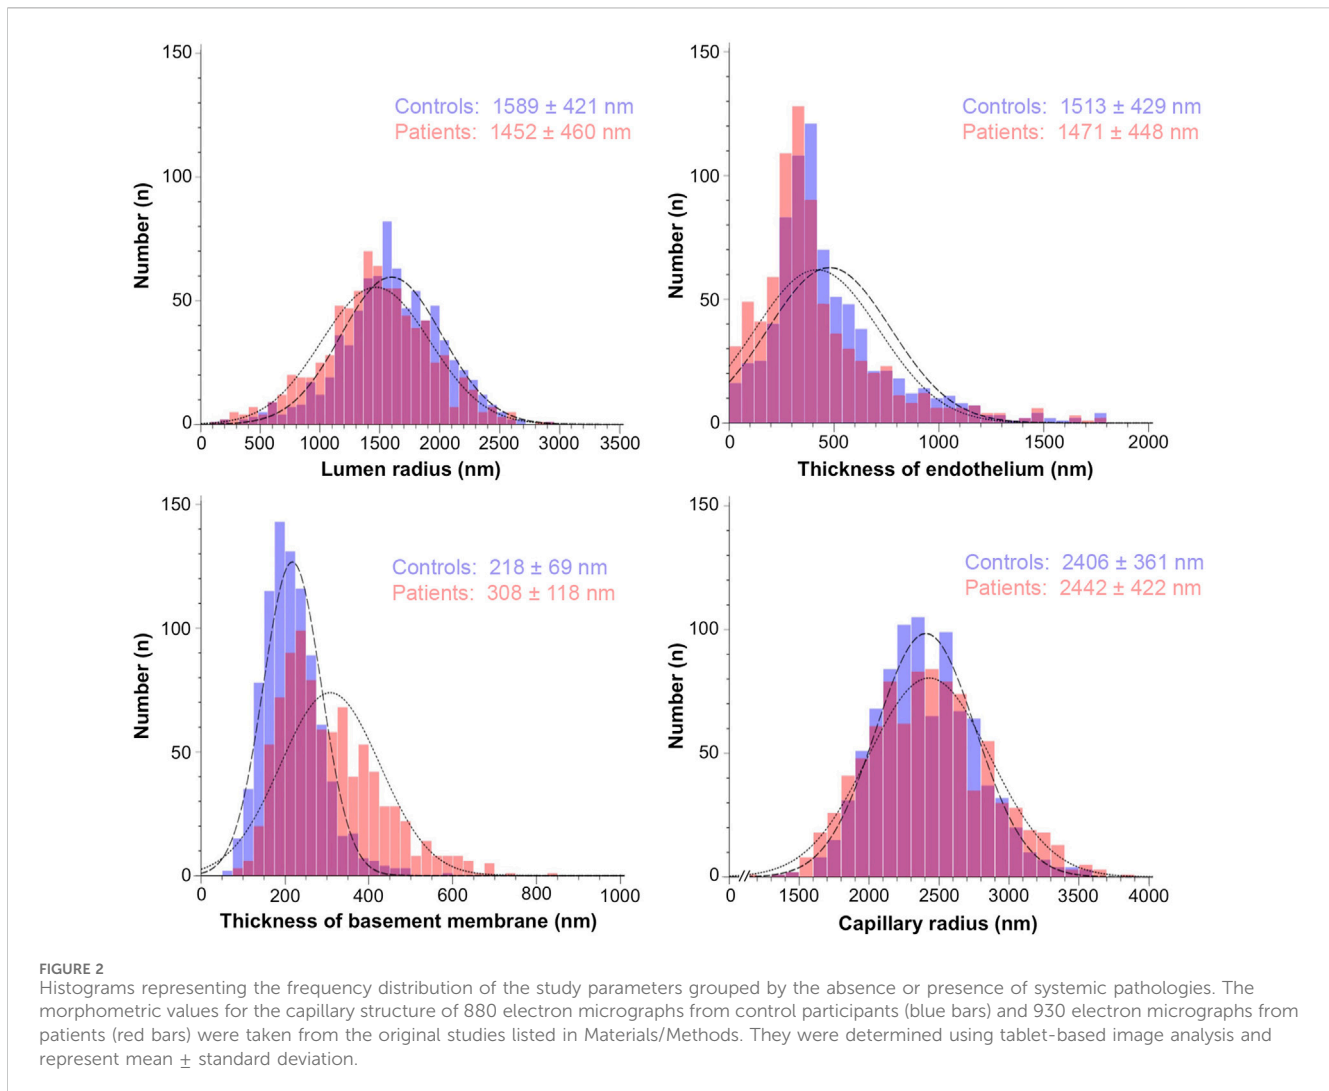 150
100
50
0
Number (n)
Controls: 1589 ± 421 nm
Patients: 1452 ± 460 nm
0 500 1000 1500 2000 2500 3000 3500
Lumen radius (nm)
150
100
50
0
Number (n)
Controls: 1513 ± 429 nm
Patients: 1471 ± 448 nm
0 500 1000 1500 2000
Thickness of endothelium (nm)
150
100
50
0
Number (n)
Controls: 218 ± 69 nm
Patients: 308 ± 118 nm
0 200 400 600 800 1000
Thickness of basement membrane (nm)
150
100
50
0
Number (n)
Controls: 2406 ± 361 nm
Patients: 2442 ± 422 nm
0 1500 2000 2500 3000 3500 4000
Capillary radius (nm)
FIGURE 2
Histograms representing the frequency distribution of the study parameters grouped by the absence or presence of systemic pathologies. The
morphometric values for the capillary structure of 880 electron micrographs from control participants (blue bars) and 930 electron micrographs from
patients (red bars) were taken from the original studies listed in Materials/Methods. They were determined using tablet-based image analysis and
represent mean ± standard deviation.